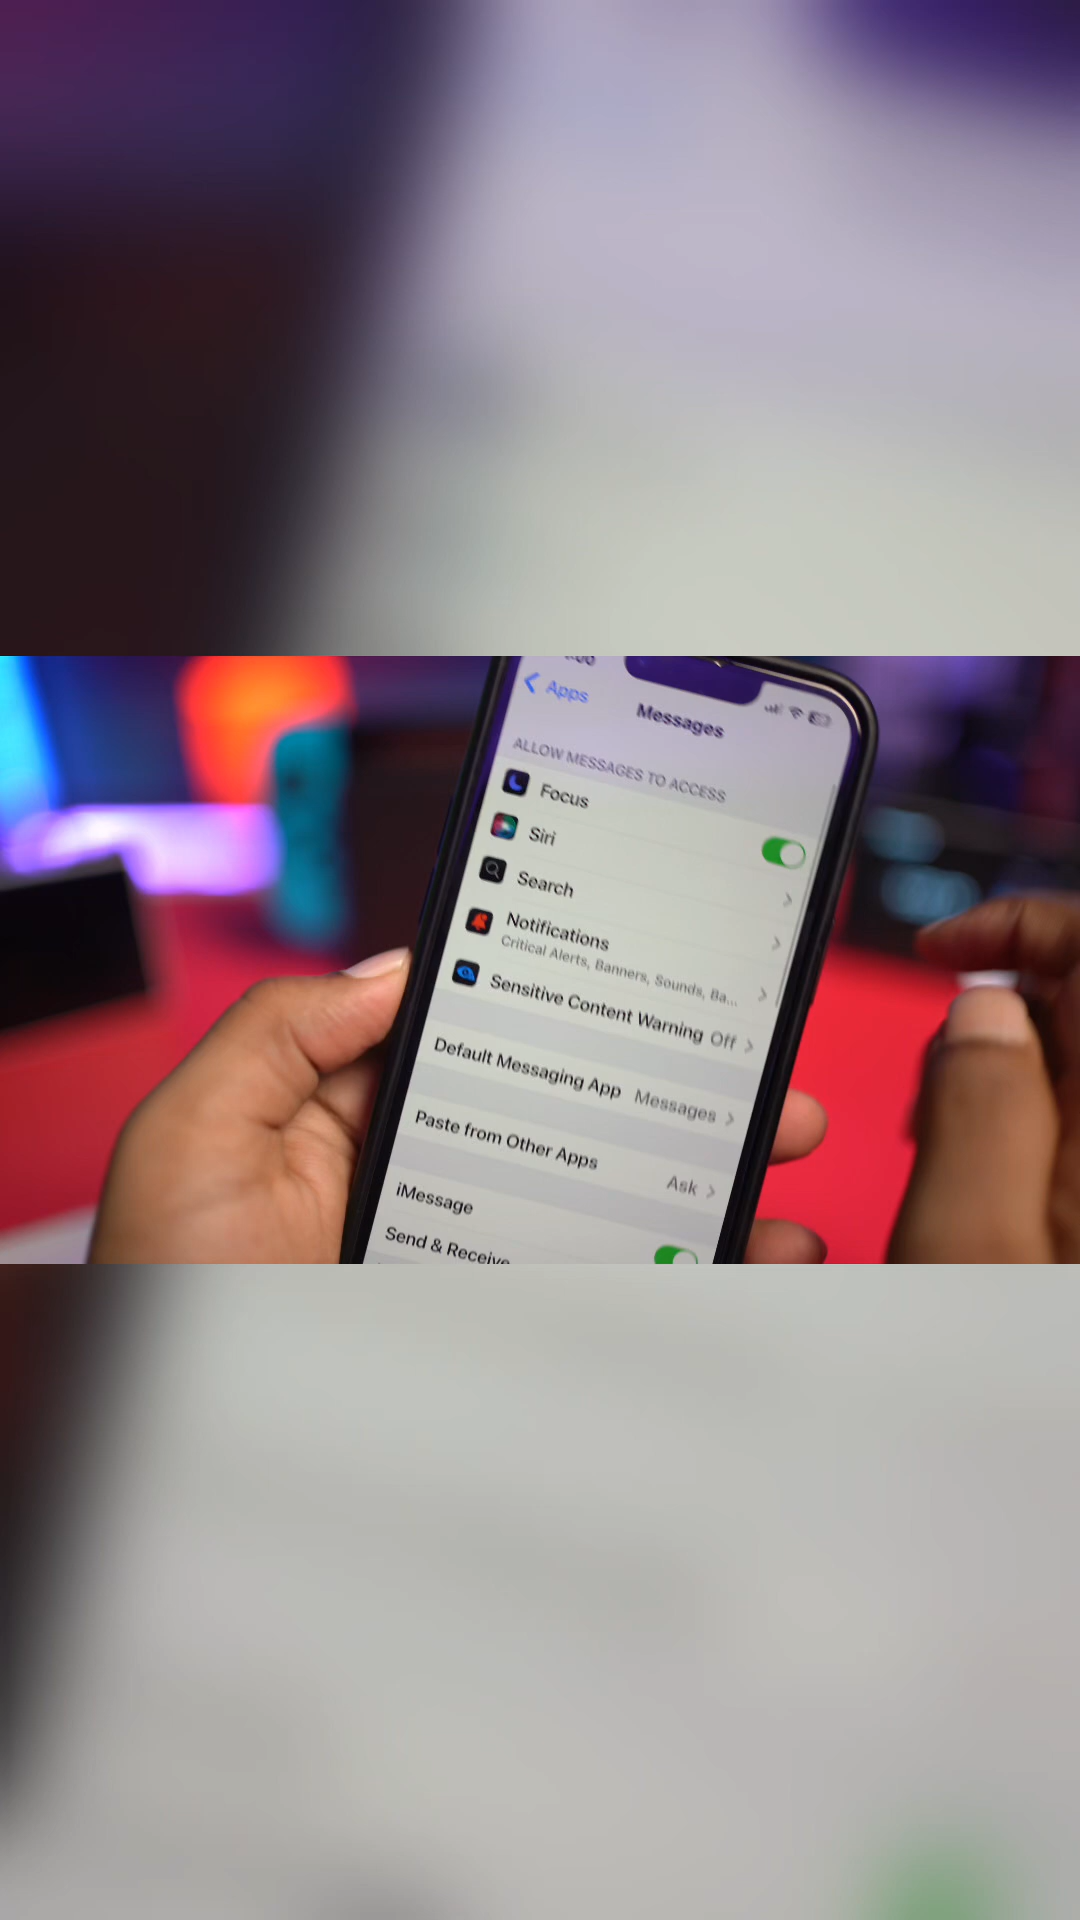 Apps
Messages
ALLOW MESSAGES TO ACCESS
Focus
Siri
Search
Notifications
Critical Alerts, Banners, Sounds, Ba...
Sensitive Content Warning Off
Default Messaging App Messages
Paste from Other Apps Ask
iMessage
Send & Receive